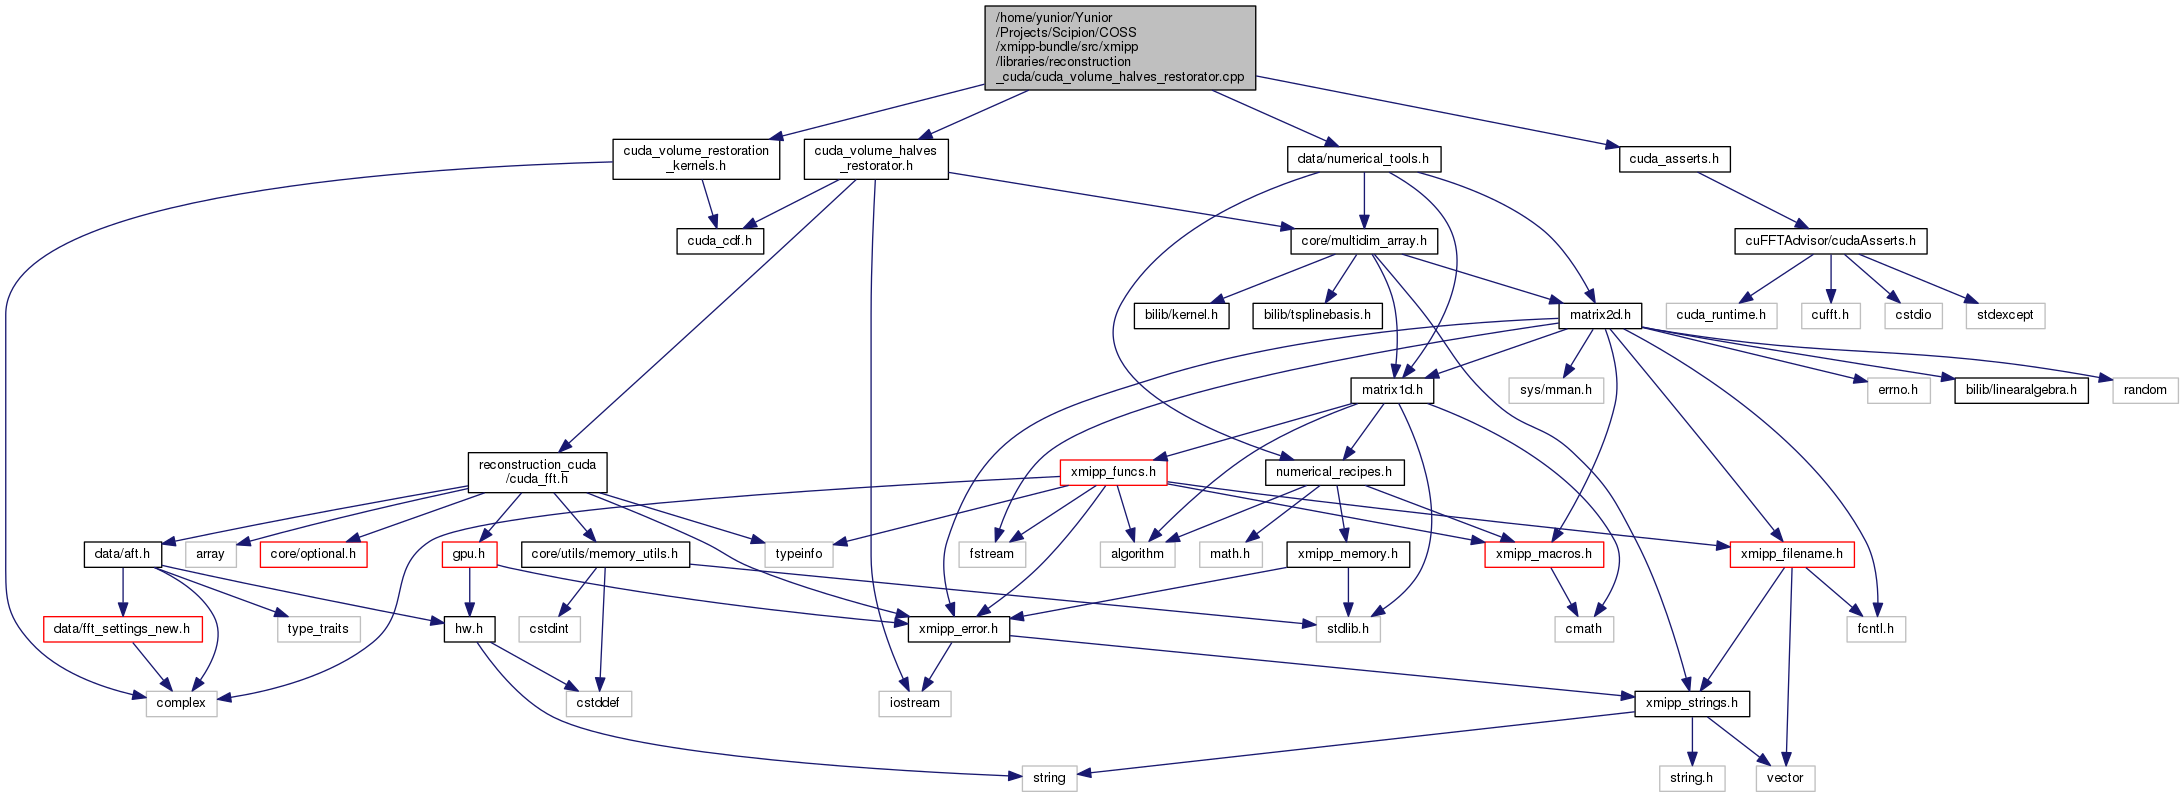 /home/yunior/Yunior
/Projects/Scipion/COSS
/xmipp-bundle/src/xmipp
/libraries/reconstruction
_cuda/cuda_volume_halves_restorator.cpp
cuda_volume_restoration
_kernels.h
cuda_volume_halves
_restorator.h
data/numerical_tools.h
cuda_asserts.h
cuda_cdf.h
core/multidim_array.h
cuFFTAdvisor/cudaAsserts.h
bilib/kernel.h
bilib/tsplinebasis.h
matrix2d.h
cuda_runtime.h
cufft.h
cstdio
stdexcept
matrix1d.h
sys/mman.h
errno.h
bilib/linearalgebra.h
random
reconstruction_cuda
/cuda_fft.h
xmipp_funcs.h
numerical_recipes.h
data/aft.h
array
core/optional.h
gpu.h
core/utils/memory_utils.h
typeinfo
fstream
algorithm
math.h
xmipp_memory.h
xmipp_macros.h
xmipp_filename.h
data/fft_settings_new.h
type_traits
hw.h
cstdint
xmipp_error.h
stdlib.h
cmath
fcntl.h
complex
cstddef
iostream
xmipp_strings.h
string
string.h
vector